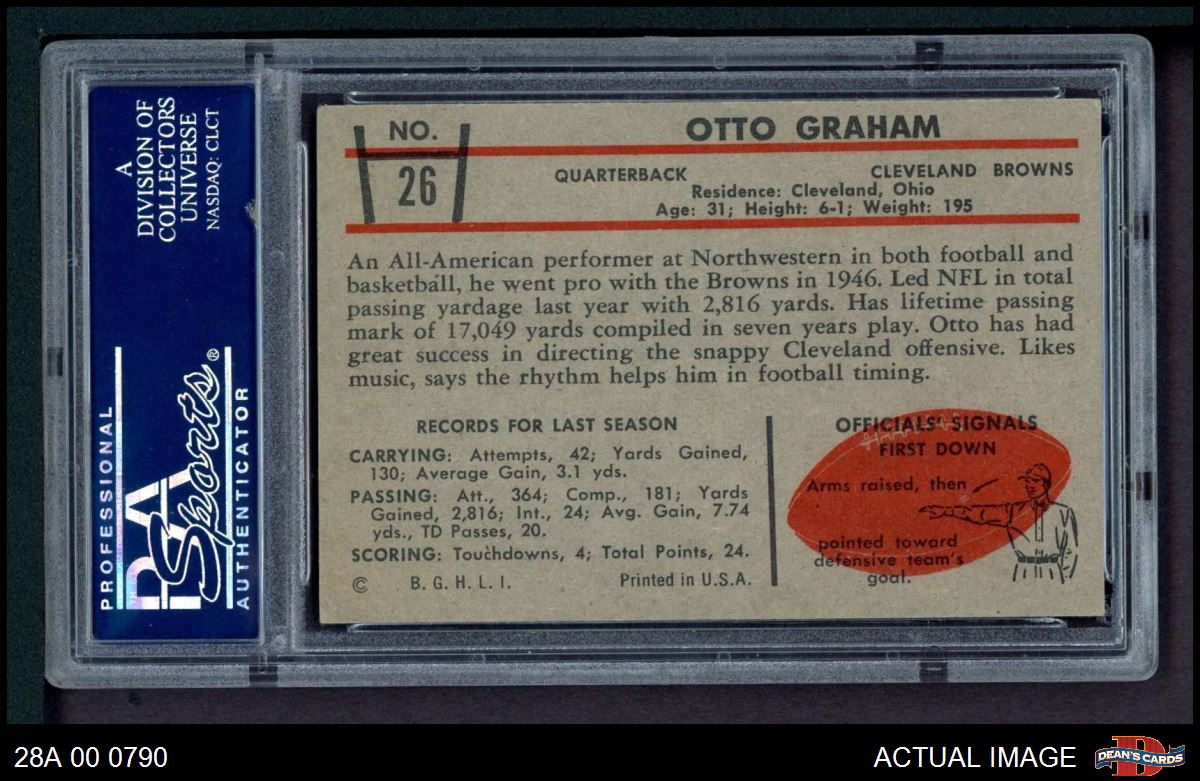 A
DIVISION OF
COLLECTORS
UNIVERSE
NASDAQ: CLCT
PROFESSIONAL
PSA
Sports®
AUTHENTICATOR
NO.
26
OTTO GRAHAM
QUARTERBACK CLEVELAND BROWNS
Residence: Cleveland, Ohio
Age: 31; Height: 6-1; Weight: 195
An All-American performer at Northwestern in both football and
basketball, he went pro with the Browns in 1946. Led NFL in total
passing yardage last year with 2,816 yards. Has lifetime passing
mark of 17,049 yards compiled in seven years play. Otto has had
great success in directing the snappy Cleveland offensive. Likes
music, says the rhythm helps him in football timing.
RECORDS FOR LAST SEASON
CARRYING: Attempts, 42; Yards Gained,
130; Average Gain, 3.1 yds.
PASSING: Att., 364; Comp., 181; Yards
Gained, 2,816; Int., 24; Avg. Gain, 7.74
yds., TD Passes, 20.
SCORING: Touchdowns, 4; Total Points, 24.
© B. G. H. L. I. Printed in U.S.A.
OFFICIALS' SIGNALS
FIRST DOWN
Arms raised, then
pointed toward
defensive team's
goal.
28A 00 0790
ACTUAL IMAGE
DEAN'S CARDS